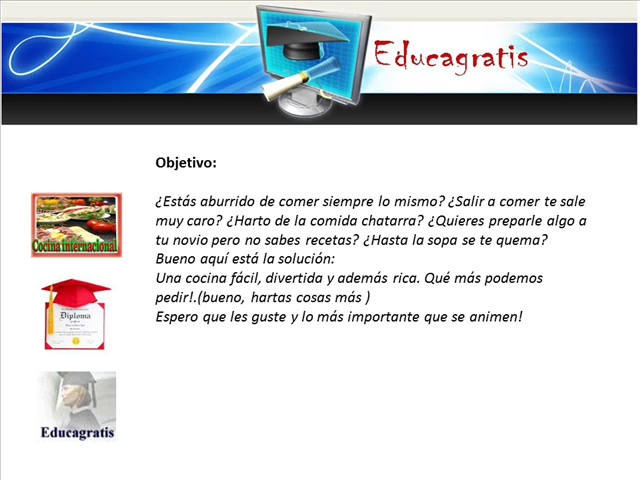 Educagratis
Objetivo:
¿Estás aburrido de comer siempre lo mismo? ¿Salir a comer te sale
muy caro? ¿Harto de la comida chatarra? ¿Quieres preparle algo a
tu novio pero no sabes recetas? ¿Hasta la sopa se te quema?
Bueno aquí está la solución:
Una cocina fácil, divertida y además rica. Qué más podemos
pedir!.(bueno, hartas cosas más )
Espero que les guste y lo más importante que se animen!
Cocina internacional
Diploma
Educagratis